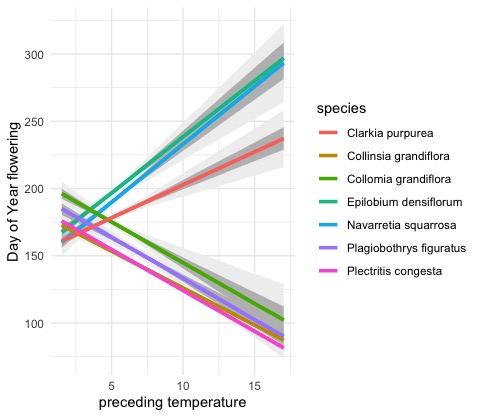 300
250
200
150
100
Day of Year flowering
5 10 15
preceding temperature
species
Clarkia purpurea
Collinsia grandiflora
Collomia grandiflora
Epilobium densiflorum
Navarretia squarrosa
Plagiobothrys figuratus
Plectritis congesta